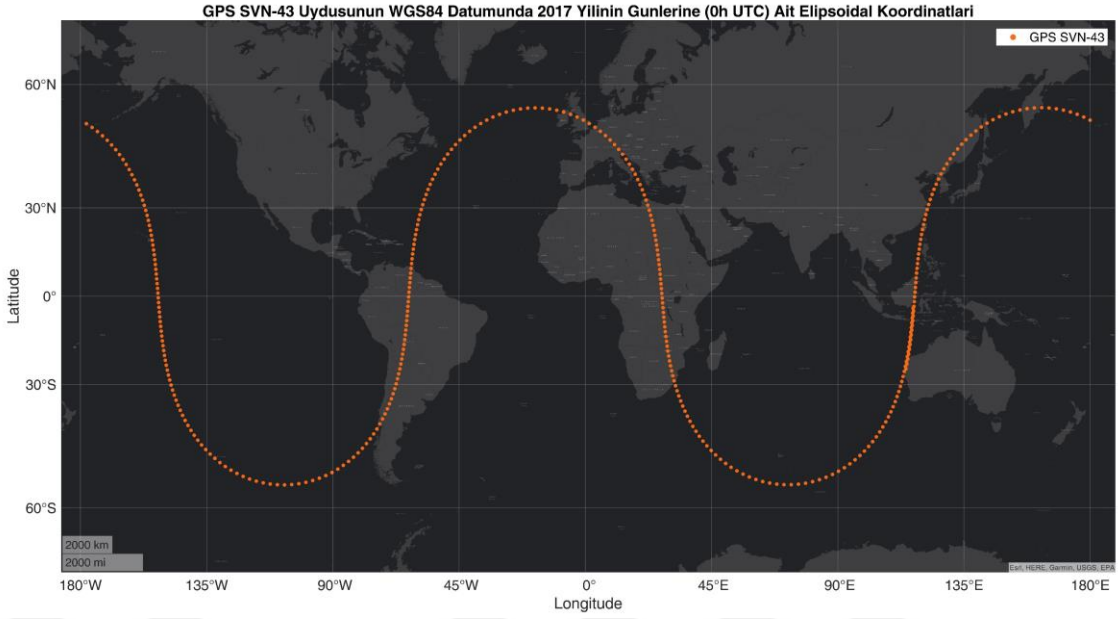 GPS SVN-43 Uydusunun WGS84 Datumunda 2017 Yilinin Gunlerine (0h UTC) Ait Elipsoidal Koordinatlari
GPS SVN-43
60°N
30°N
0°
30°S
60°S
Latitude
2000 km
2000 mi
Esri, HERE, Garmin, USGS, EPA
180°W 135°W 90°W 45°W 0° 45°E 90°E 135°E 180°E
Longitude